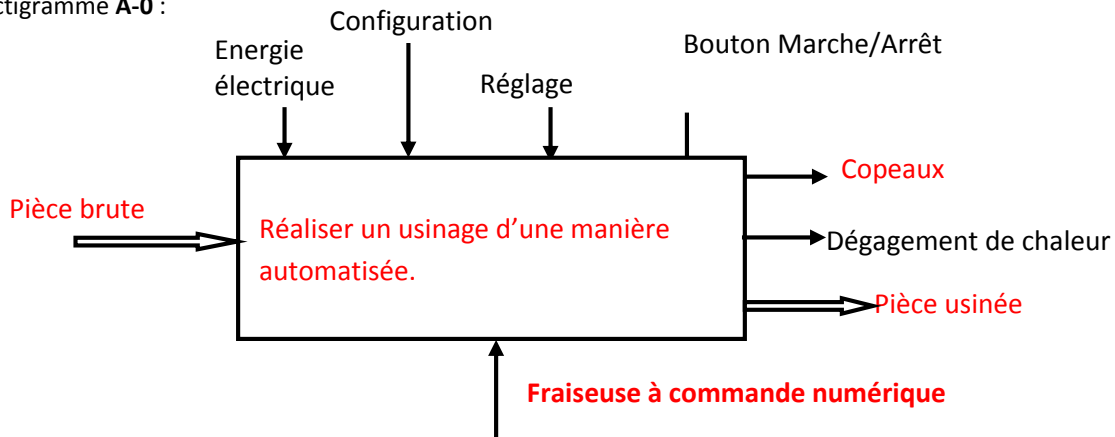 ctigramme A-0 :
Configuration
Energie
électrique
Réglage
Bouton Marche/Arrêt
Copeaux
Pièce brute
Réaliser un usinage d'une manière
automatisée.
Dégagement de chaleur
Pièce usinée
Fraiseuse à commande numérique